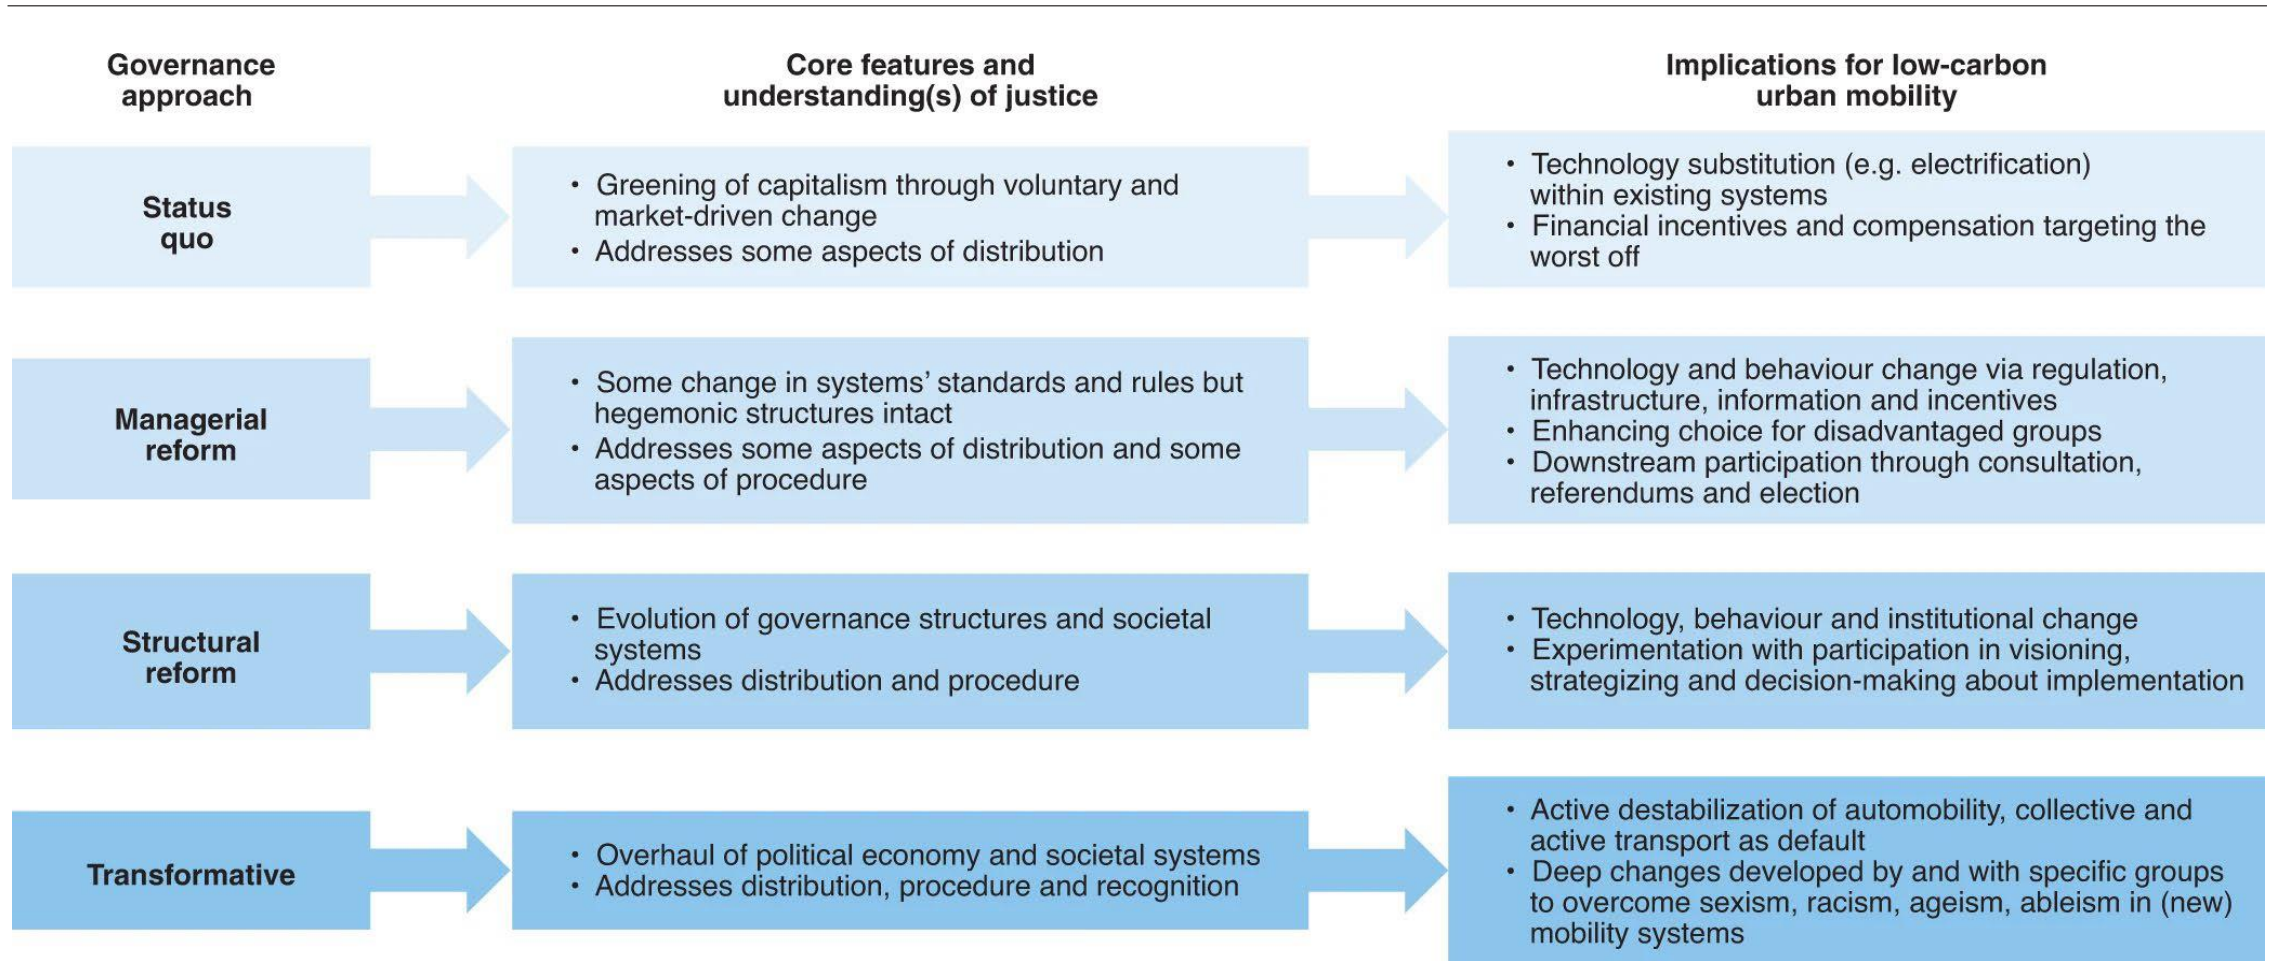 Governance
approach
Core features and
understanding(s) of justice
Implications for low-carbon
urban mobility
Status
quo
• Greening of capitalism through voluntary and
market-driven change
• Addresses some aspects of distribution
• Technology substitution (e.g. electrification)
within existing systems
• Financial incentives and compensation targeting the
worst off
Managerial
reform
• Some change in systems’ standards and rules but
hegemonic structures intact
• Addresses some aspects of distribution and some
aspects of procedure
• Technology and behaviour change via regulation,
infrastructure, information and incentives
• Enhancing choice for disadvantaged groups
• Downstream participation through consultation,
referendums and election
Structural
reform
• Evolution of governance structures and societal
systems
• Addresses distribution and procedure
• Technology, behaviour and institutional change
• Experimentation with participation in visioning,
strategizing and decision-making about implementation
Transformative
• Overhaul of political economy and societal systems
• Addresses distribution, procedure and recognition
• Active destabilization of automobility, collective and
active transport as default
• Deep changes developed by and with specific groups
to overcome sexism, racism, ageism, ableism in (new)
mobility systems